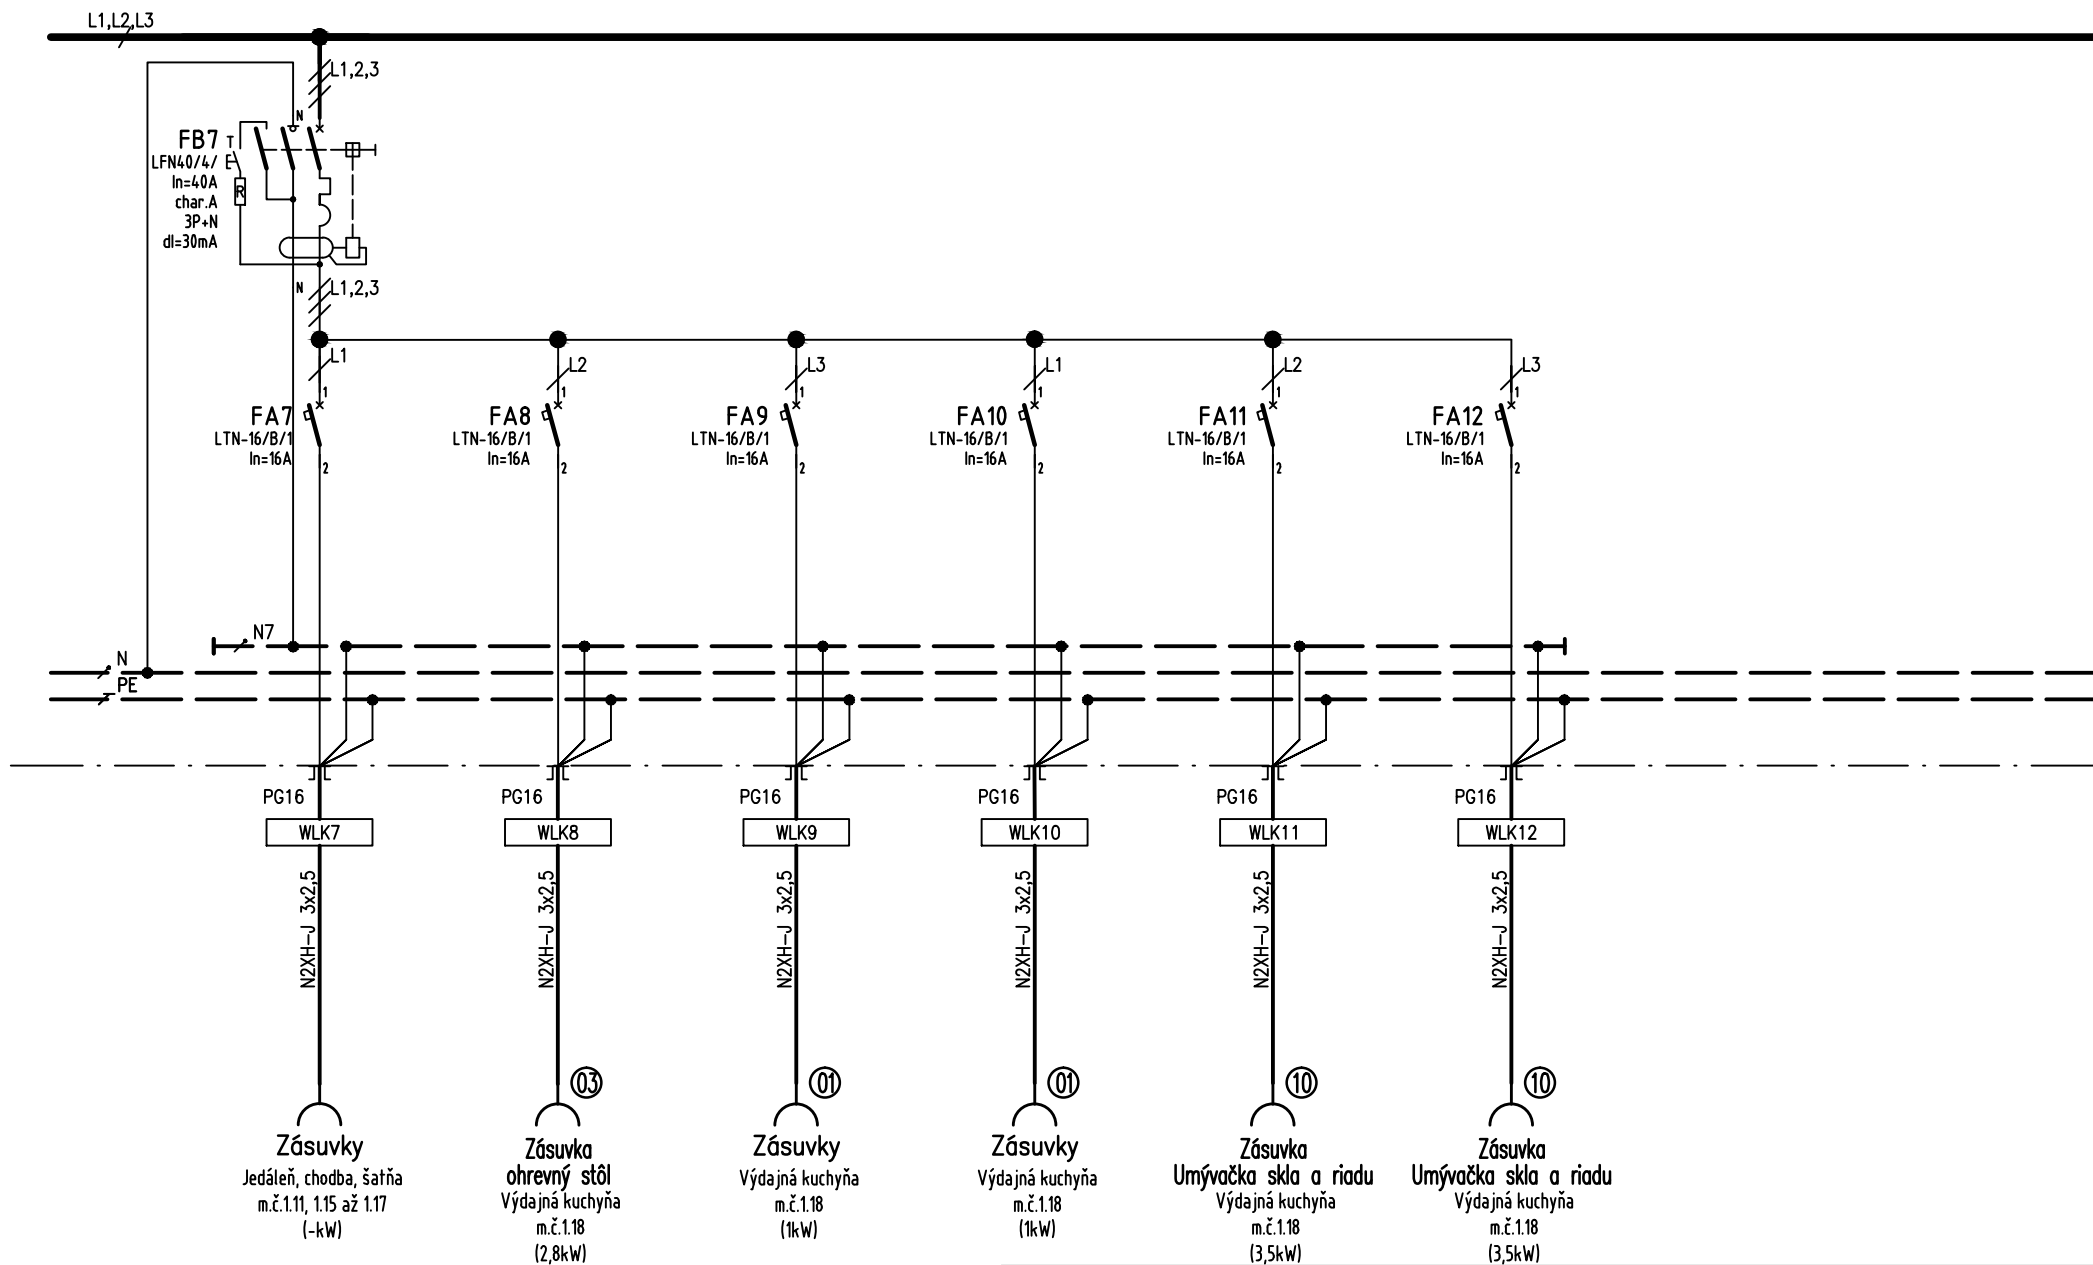 L1,L2,L3
L1,2,3
N
FB7
T
LFN40/4/
E
In=40A
R
char.A
3P+N
dI=30mA
N
L1,2,3
L1
L2
L3
L1
L2
L3
1
1
1
1
1
1
FA7
FA8
FA9
FA10
FA11
FA12
LTN-16/B/1
LTN-16/B/1
LTN-16/B/1
LTN-16/B/1
LTN-16/B/1
LTN-16/B/1
In=16A
In=16A
In=16A
In=16A
In=16A
In=16A
2
2
2
2
2
2
N7
N
PE
PG16
PG16
PG16
PG16
PG16
PG16
WLK7
WLK8
WLK9
WLK10
WLK11
WLK12
N2XH-J 3x2,5
N2XH-J 3x2,5
N2XH-J 3x2,5
N2XH-J 3x2,5
N2XH-J 3x2,5
N2XH-J 3x2,5
03
01
01
10
10
Zásuvky
Jedáleň, chodba, šatňa
m.č.1.11, 1.15 až 1.17
(-kW)
Zásuvka
ohrevný stôl
Výdajná kuchyňa
m.č.1.18
(2,8kW)
Zásuvky
Výdajná kuchyňa
m.č.1.18
(1kW)
Zásuvky
Výdajná kuchyňa
m.č.1.18
(1kW)
Zásuvka
Umývačka skla a riadu
Výdajná kuchyňa
m.č.1.18
(3,5kW)
Zásuvka
Umývačka skla a riadu
Výdajná kuchyňa
m.č.1.18
(3,5kW)